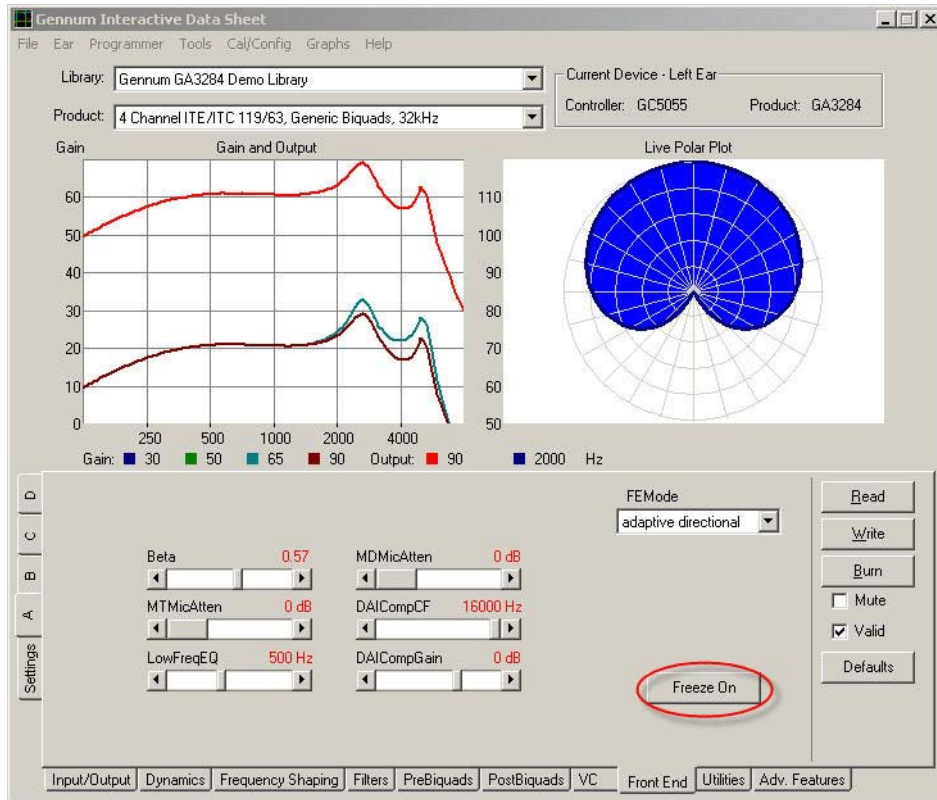 Gennum Interactive Data Sheet
File Ear Programmer Tools Cal/Config Graphs Help
Library: Gennum GA3284 Demo Library
Product: 4 Channel ITE/ITC 119/63, Generic Biquads, 32kHz
Current Device - Left Ear
Controller: GC5055 Product: GA3284
Gain Gain and Output
60
50
40
30
20
10
0
110
100
90
80
70
60
50
250 500 1000 2000 4000
Gain: 30 50 65 90 Output: 90 2000 Hz
Live Polar Plot
D
C
B
A
Settings
Beta 0.57
MTMicAtten 0 dB
LowFreqEQ 500 Hz
MDMicAtten 0 dB
DAICompCF 16000 Hz
DAICompGain 0 dB
FEMode
adaptive directional
Freeze On
Read
Write
Burn
Mute
Valid
Defaults
Input/Output Dynamics Frequency Shaping Filters PreBiquads PostBiquads VC Front End Utilities Adv. Features